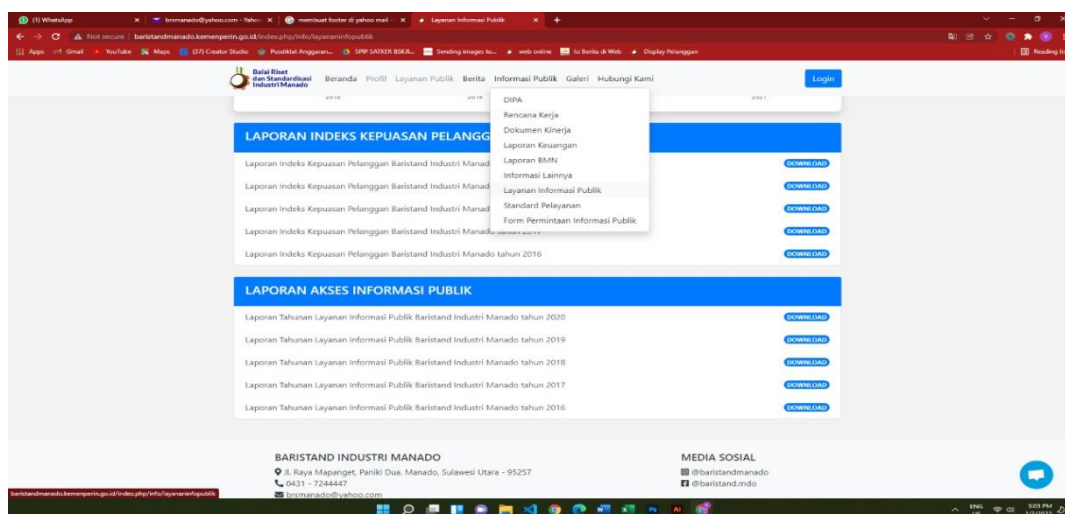 (1) WhatsApp
brsmanado@yahoo.com - Yahoo
membuat footer di yahoo mail -
Layanan Informasi Publik
Not secure | baristandmanado.kemenperin.go.id/index.php/info/layananinfopublik
Apps
Gmail
YouTube
Maps
(27) Creator Studio
Pusdiklat Anggaran...
SPIP SATKER BSKJI...
Sending images to...
web online
Isi Berita di Web
Display Pelanggan
Reading list
Balai Riset
dan Standardisasi
Industri Manado
Beranda Profil Layanan Publik Berita Informasi Publik Galeri Hubungi Kami
Login
2018
2019
2021
DIPA
Rencana Kerja
Dokumen Kinerja
Laporan Keuangan
Laporan BMN
Informasi Lainnya
Layanan Informasi Publik
Standard Pelayanan
Form Permintaan Informasi Publik
LAPORAN INDEKS KEPUASAN PELANGG
Laporan Indeks Kepuasan Pelanggan Baristand Industri Manad DOWNLOAD
Laporan Indeks Kepuasan Pelanggan Baristand Industri Manad DOWNLOAD
Laporan Indeks Kepuasan Pelanggan Baristand Industri Manad DOWNLOAD
Laporan Indeks Kepuasan Pelanggan Baristand Industri Manado tahun 2017 DOWNLOAD
Laporan Indeks Kepuasan Pelanggan Baristand Industri Manado tahun 2016 DOWNLOAD
LAPORAN AKSES INFORMASI PUBLIK
Laporan Tahunan Layanan Informasi Publik Baristand Industri Manado tahun 2020 DOWNLOAD
Laporan Tahunan Layanan Informasi Publik Baristand Industri Manado tahun 2019 DOWNLOAD
Laporan Tahunan Layanan Informasi Publik Baristand Industri Manado tahun 2018 DOWNLOAD
Laporan Tahunan Layanan Informasi Publik Baristand Industri Manado tahun 2017 DOWNLOAD
Laporan Tahunan Layanan Informasi Publik Baristand Industri Manado tahun 2016 DOWNLOAD
BARISTAND INDUSTRI MANADO
Jl. Raya Mapanget, Paniki Dua, Manado, Sulawesi Utara - 95257
0431 - 7244447
brsmanado@yahoo.com
MEDIA SOSIAL
@baristandmanado
@baristand.mdo
baristandmanado.kemenperin.go.id/index.php/info/layananinfopublik
ENG
US
3:03 PM